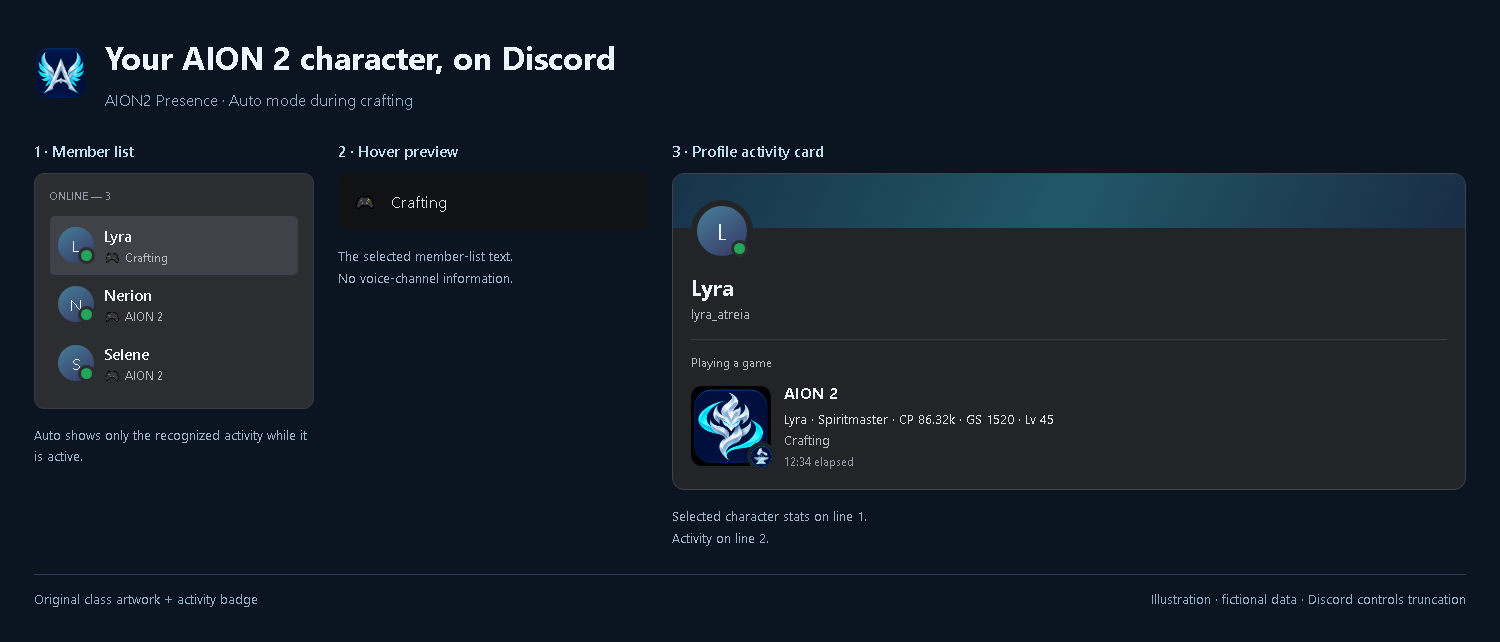 Your AION 2 character, on Discord
AION2 Presence · Auto mode during crafting
1 · Member list
ONLINE — 3
L
Lyra
Crafting
N
Nerion
AION 2
S
Selene
AION 2
Auto shows only the recognized activity while it
is active.
2 · Hover preview
Crafting
The selected member-list text.
No voice-channel information.
3 · Profile activity card
L
Lyra
lyra_atreia
Playing a game
AION 2
Lyra · Spiritmaster · CP 86.32k · GS 1520 · Lv 45
Crafting
12:34 elapsed
Selected character stats on line 1.
Activity on line 2.
Original class artwork + activity badge
Illustration · fictional data · Discord controls truncation